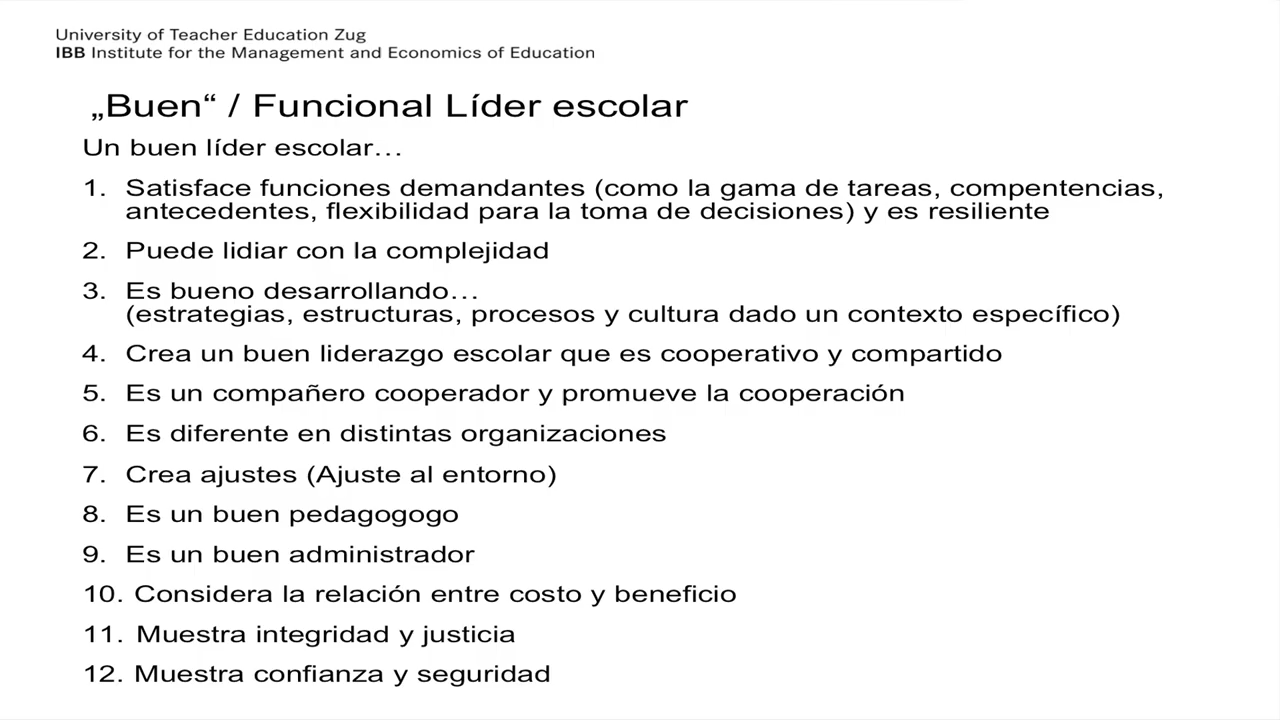 University of Teacher Education Zug
IBB Institute for the Management and Economics of Education
„Buen“ / Funcional Líder escolar
Un buen líder escolar…
1. Satisface funciones demandantes (como la gama de tareas, compentencias,
antecedentes, flexibilidad para la toma de decisiones) y es resiliente
2. Puede lidiar con la complejidad
3. Es bueno desarrollando…
(estrategias, estructuras, procesos y cultura dado un contexto específico)
4. Crea un buen liderazgo escolar que es cooperativo y compartido
5. Es un compañero cooperador y promueve la cooperación
6. Es diferente en distintas organizaciones
7. Crea ajustes (Ajuste al entorno)
8. Es un buen pedagogogo
9. Es un buen administrador
10. Considera la relación entre costo y beneficio
11. Muestra integridad y justicia
12. Muestra confianza y seguridad